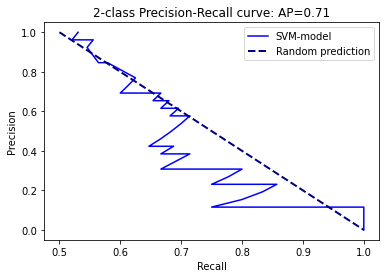 2-class Precision-Recall curve: AP=0.71
SVM-model
Random prediction
1.0
0.8
0.6
0.4
0.2
0.0
Precision
0.5
0.6
0.7
0.8
0.9
1.0
Recall